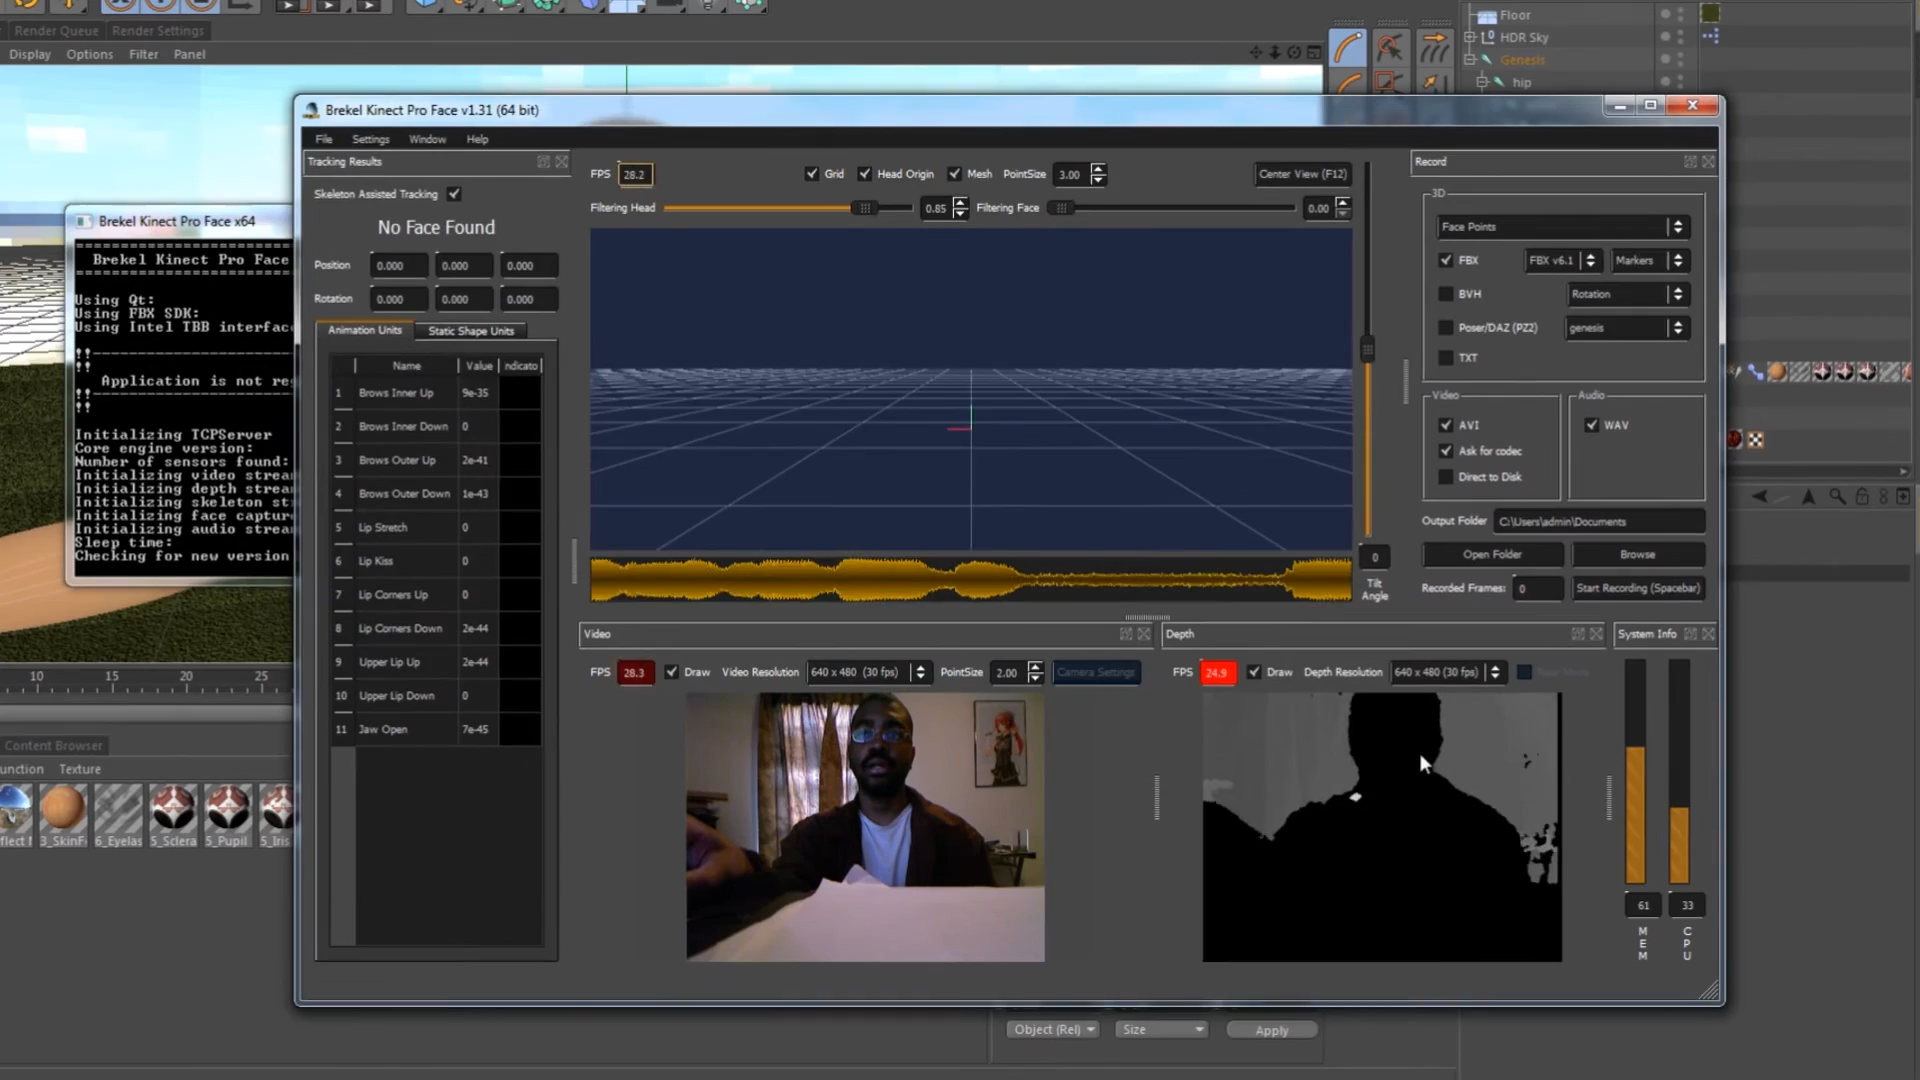 Render Queue Render Settings
Display Options Filter Panel
Floor
HDR Sky
Genesis
hip
Brekel Kinect Pro Face v1.31 (64 bit)
File Settings Window Help
Tracking Results
Skeleton Assisted Tracking
No Face Found
Position 0.000 0.000 0.000
Rotation 0.000 0.000 0.000
Animation Units Static Shape Units
Name Value ndicato
1 Brows Inner Up 9e-35
2 Brows Inner Down 0
3 Brows Outer Up 2e-41
4 Brows Outer Down 1e-43
5 Lip Stretch 0
6 Lip Kiss 0
7 Lip Corners Up 0
8 Lip Corners Down 2e-44
9 Upper Lip Up 2e-44
10 Upper Lip Down 0
11 Jaw Open 7e-45
FPS 28.2 Grid Head Origin Mesh PointSize 3.00 Center View (F12)
Filtering Head 0.85 Filtering Face 0.00
0
Tilt
Angle
Record
3D
Face Points
FBX FBX v6.1 Markers
BVH Rotation
Poser/DAZ (PZ2) genesis
TXT
Video Audio
AVI WAV
Ask for codec
Direct to Disk
Output Folder C:\Users\admin\Documents
Open Folder Browse
Recorded Frames: 0 Start Recording (Spacebar)
Video
FPS 28.3 Draw Video Resolution 640 x 480 (30 fps) PointSize 2.00 Camera Settings
Depth
FPS 24.9 Draw Depth Resolution 640 x 480 (30 fps)
System Info
61 33
MEM CPU
Brekel Kinect Pro Face x64
Brekel Kinect Pro Face
Using Qt:
Using FBX SDK:
Using Intel TBB interfac
!!
!! Application is not re
!!
!!
Initializing TCPServer
Core engine version:
Number of sensors found:
Initializing video strea
Initializing depth strea
Initializing skeleton st
Initializing face captur
Initializing audio strea
Sleep time:
Checking for new version
10 15 20 25
Content Browser
unction Texture
flect 3_SkinF 6_Eyelas 5_Sclera 5_Pupil 5_Iris
Object (Rel) Size Apply